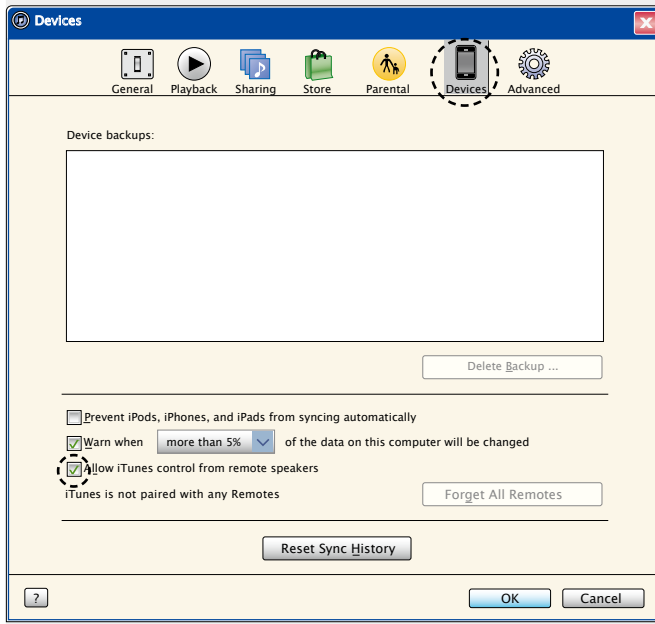 Devices
General Playback Sharing Store Parental Devices Advanced
Device backups:
Delete Backup ...
Prevent iPods, iPhones, and iPads from syncing automatically
Warn when more than 5% of the data on this computer will be changed
Allow iTunes control from remote speakers
iTunes is not paired with any Remotes Forget All Remotes
Reset Sync History
? OK Cancel